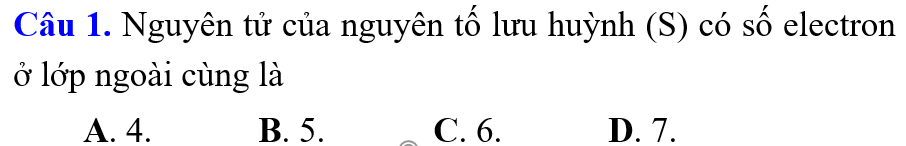 Câu 1. Nguyên tử của nguyên tố lưu huỳnh (S) có số electron
ở lớp ngoài cùng là
A. 4. B. 5. C. 6. D. 7.